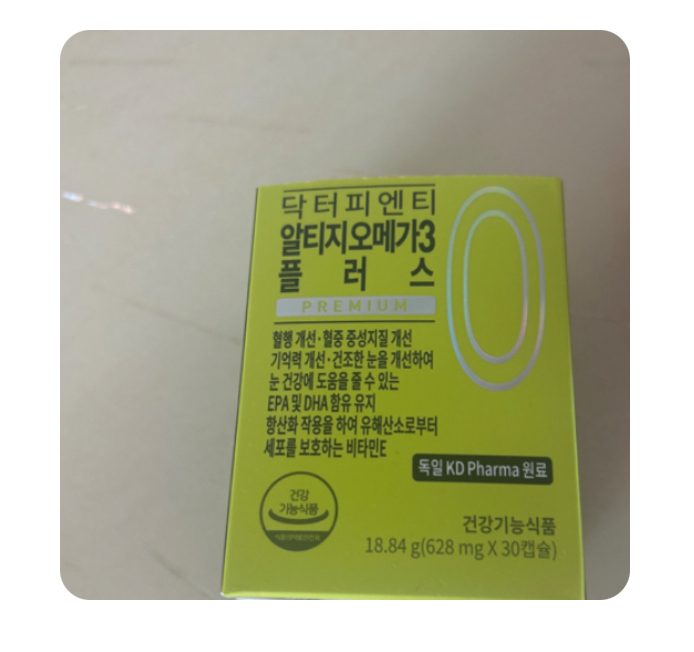 닥터피엔티
알티지오메가3
플러스
PREMIUM
혈행 개선·혈중 중성지질 개선
기억력 개선·건조한 눈을 개선하여
눈 건강에 도움을 줄 수 있는
EPA 및 DHA 함유 유지
항산화 작용을 하여 유해산소로부터
세포를 보호하는 비타민E
독일 KD Pharma 원료
건강
기능식품
건강기능식품
18.84 g(628 mg X 30캡슐)